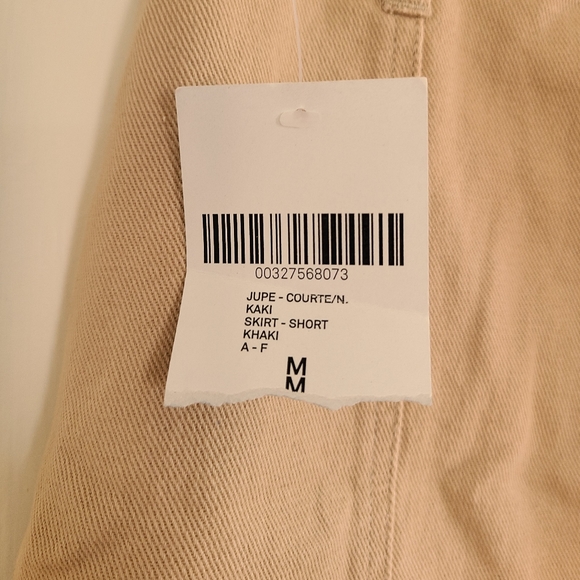 00327568073
JUPE - COURTE/N.
KAKI
SKIRT - SHORT
KHAKI
A - F
M
M